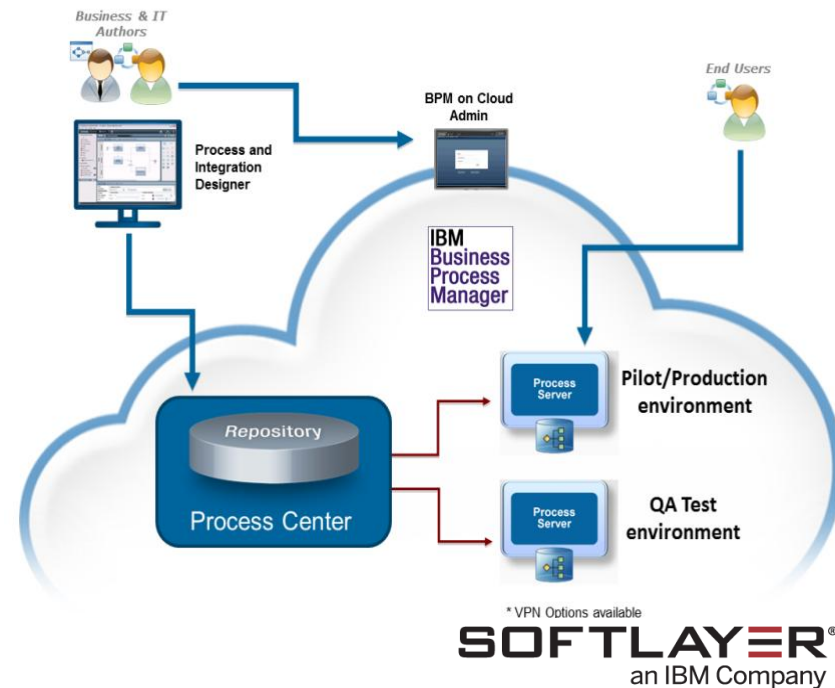 Business & IT
Authors
End Users
BPM on Cloud
Admin
Process and
Integration
Designer
IBM
Business
Process
Manager
Process
Server
Pilot/Production
environment
Repository
Process Center
Process
Server
QA Test
environment
* VPN Options available
SOFTLAYER®
an IBM Company